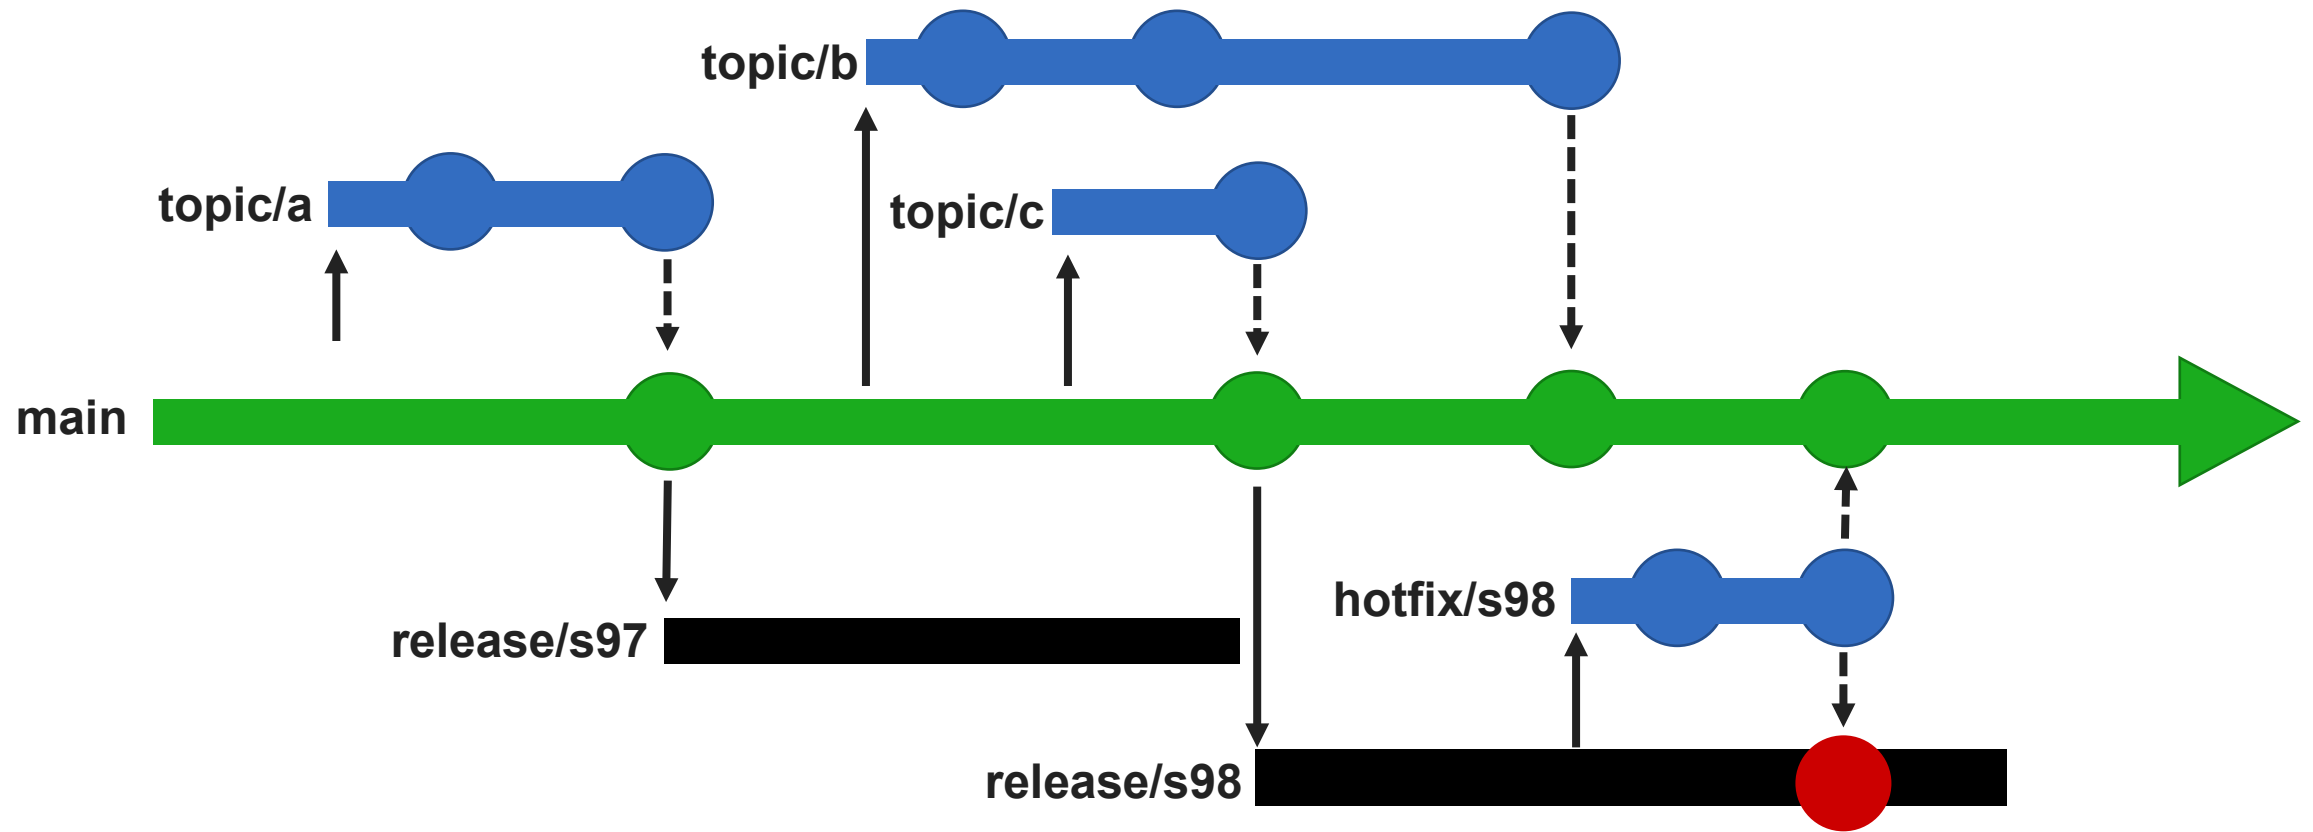 topic/b
topic/a
topic/c
main
hotfix/s98
release/s97
release/s98